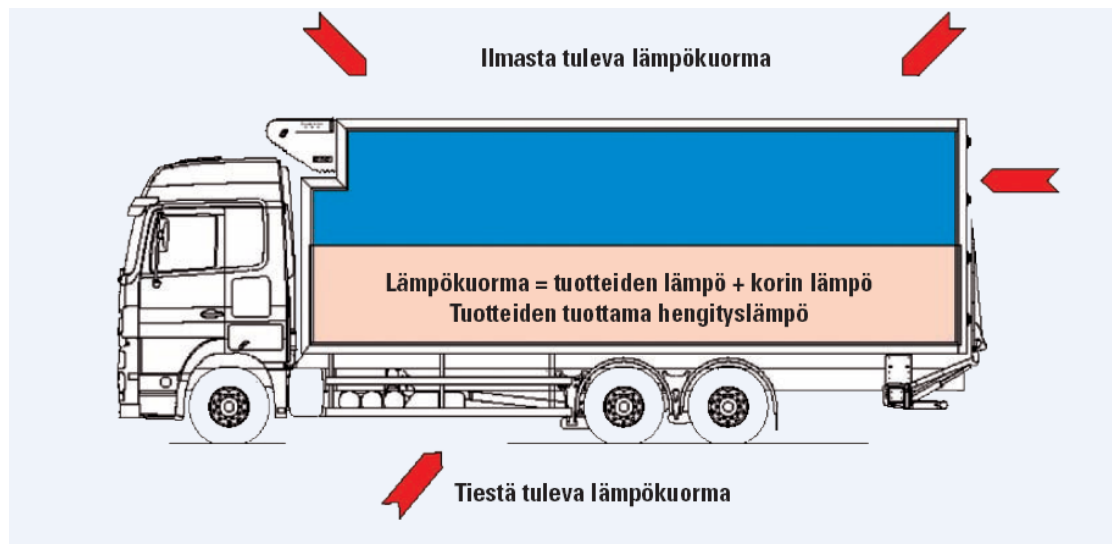 Ilmasta tuleva lämpökuorma
Lämpökuorma = tuotteiden lämpö + korin lämpö
Tuotteiden tuottama hengityslämpö
Tiestä tuleva lämpökuorma